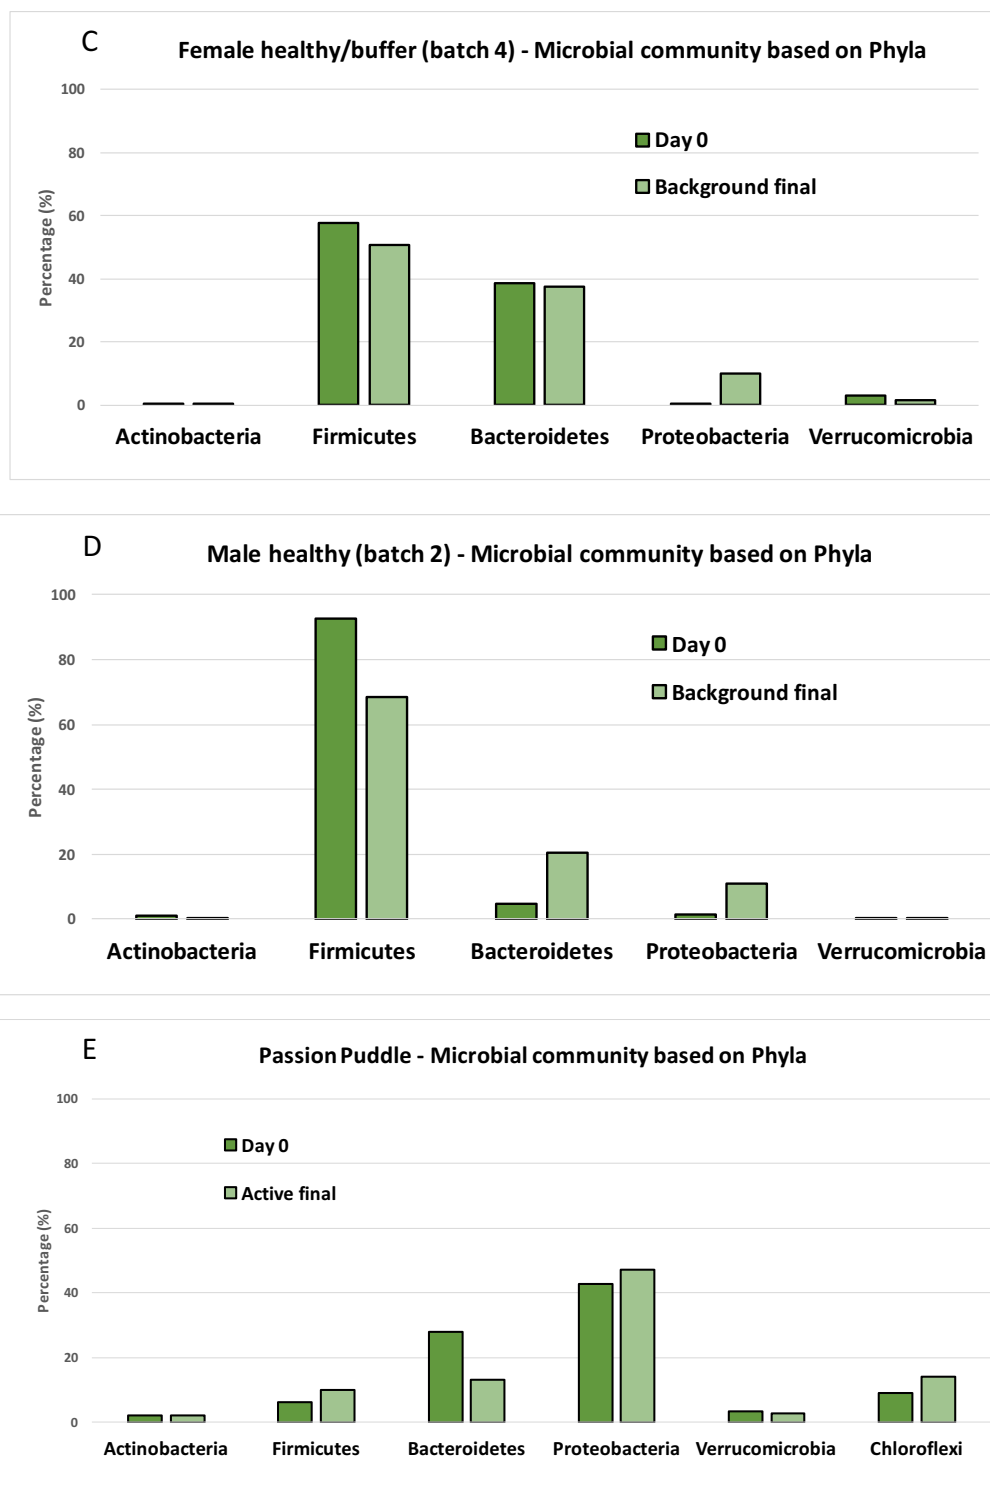 C
Female healthy/buffer (batch 4) - Microbial community based on Phyla
100
80
60
40
20
0
Percentage (%)
Day 0
Background final
Actinobacteria Firmicutes Bacteroidetes Proteobacteria Verrucomicrobia
D
Male healthy (batch 2) - Microbial community based on Phyla
100
80
60
40
20
0
Percentage (%)
Day 0
Background final
Actinobacteria Firmicutes Bacteroidetes Proteobacteria Verrucomicrobia
E
Passion Puddle - Microbial community based on Phyla
100
80
60
40
20
0
Percentage (%)
Day 0
Active final
Actinobacteria Firmicutes Bacteroidetes Proteobacteria Verrucomicrobia Chloroflexi